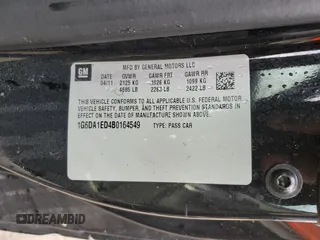 GM
MFG BY GENERAL MOTORS LLC
DATE GVWR GAWR FRT GAWR RR
04/11 2125 KG 1026 KG 1099 KG
4685 LB 2263 LB 2422 LB
THIS VEHICLE CONFORMS TO ALL APPLICABLE U.S. FEDERAL MOTOR
VEHICLE SAFETY, BUMPER, AND THEFT PREVENTION STANDARDS
IN EFFECT ON THE DATE OF MANUFACTURE SHOWN ABOVE.
1G6DA1ED4B0164549 TYPE: PASS CAR
DREAMBID